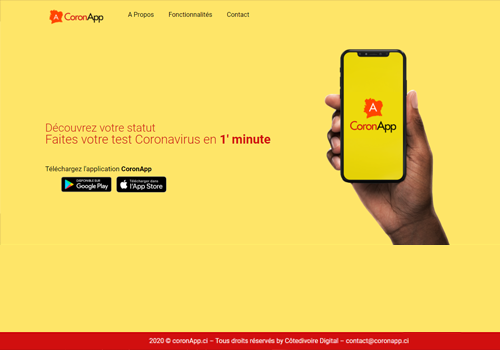 A CoronApp
A Propos
Fonctionnalités
Contact
A
CoronApp
Découvrez votre statut
Faites votre test Coronavirus en 1' minute
Téléchargez l'application CoronApp
DISPONIBLE SUR
Google Play
Télécharger dans
l'App Store
2020 © coronApp.ci – Tous droits réservés by Côtedivoire Digital – contact@coronapp.ci